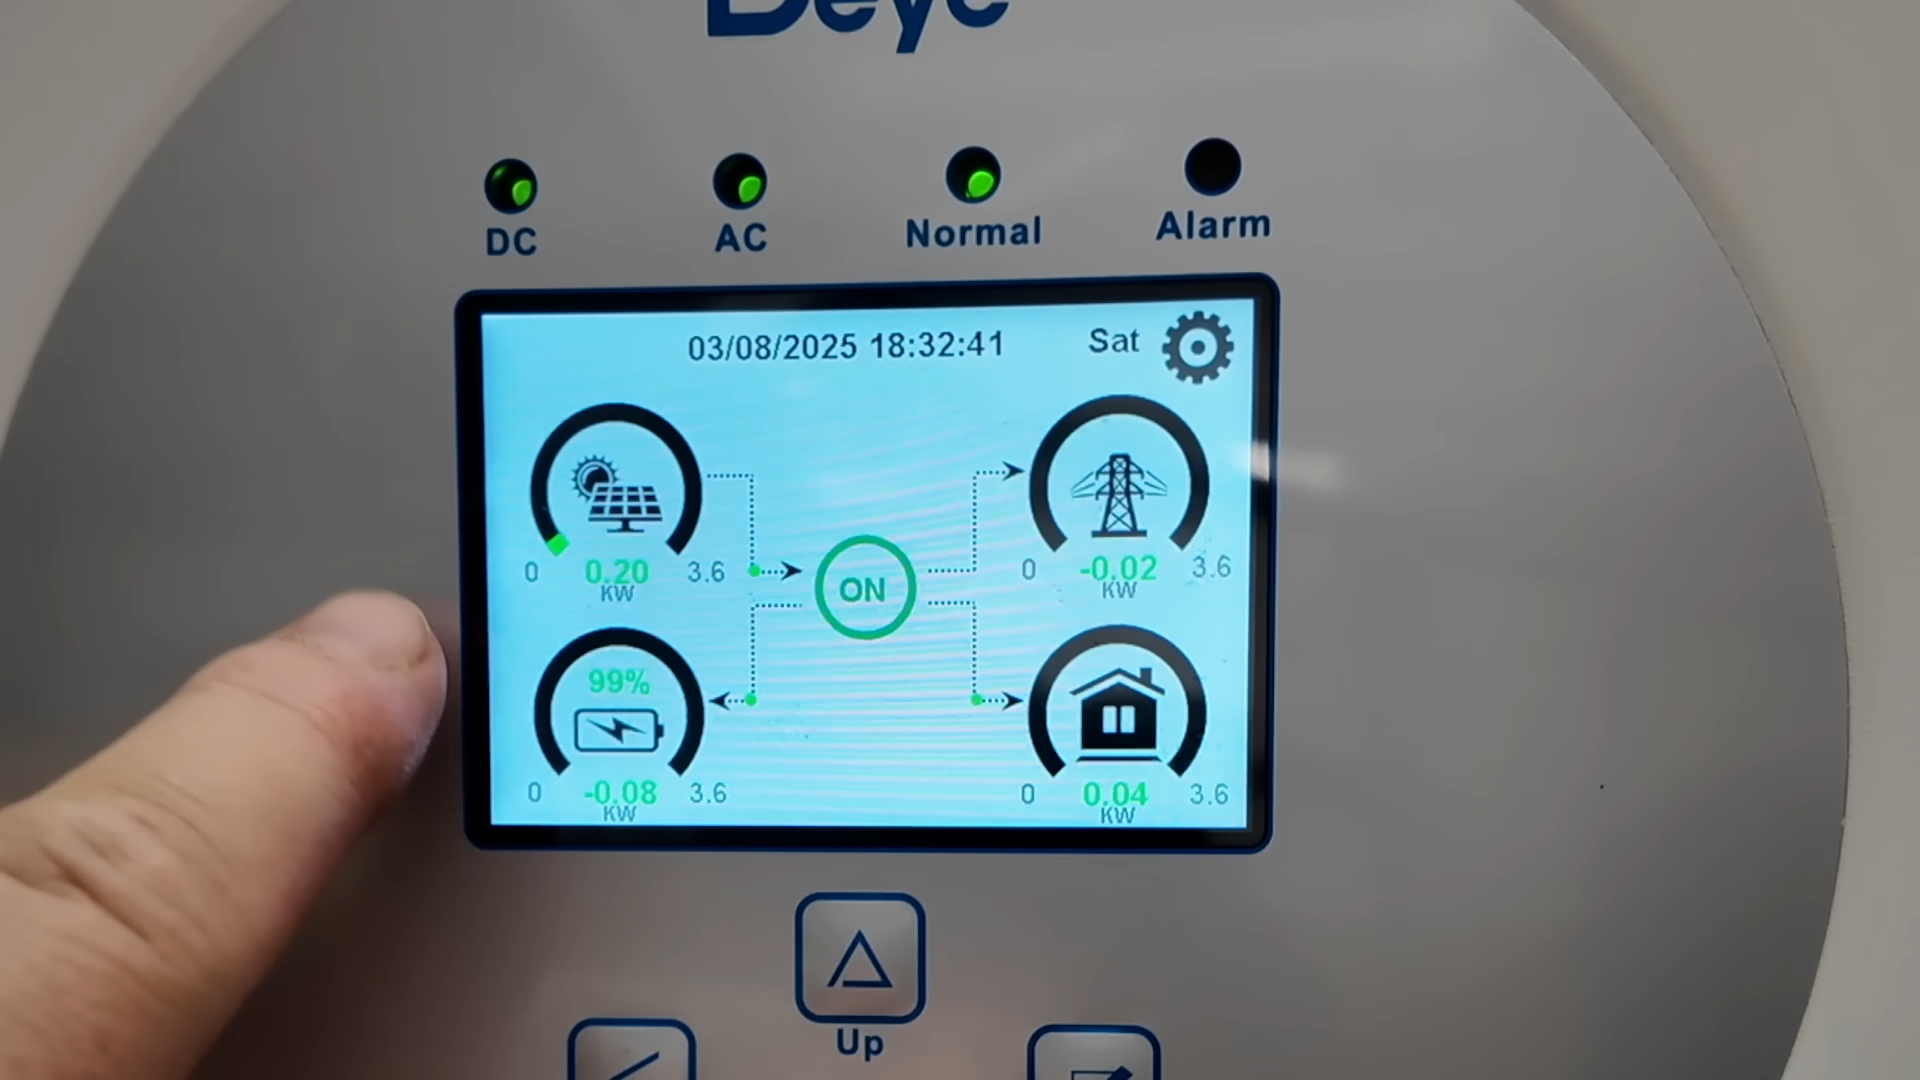 Deye
DC AC Normal Alarm
03/08/2025 18:32:41 Sat
0 0.20 3.6
KW
0 -0.02 3.6
KW
ON
99%
0 -0.08 3.6
KW
0 0.04 3.6
KW
Up